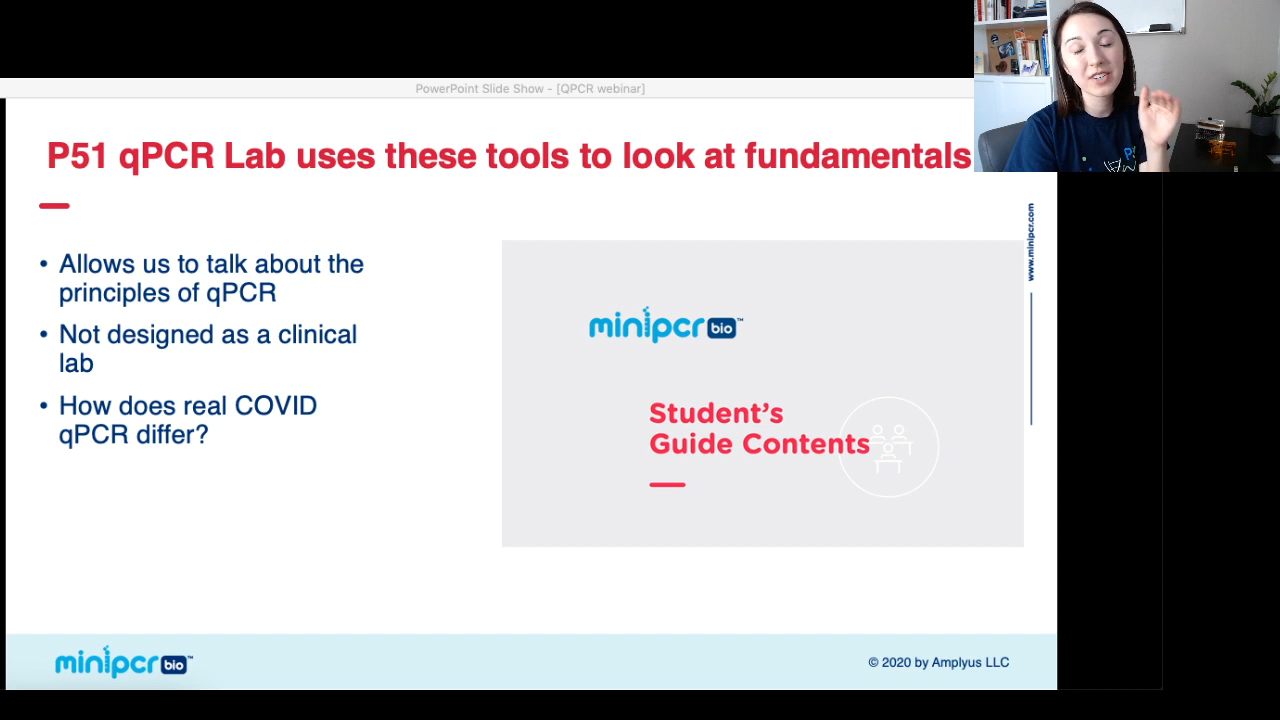 PowerPoint Slide Show - [QPCR webinar]
P51 qPCR Lab uses these tools to look at fundamentals
• Allows us to talk about the
principles of qPCR
• Not designed as a clinical
lab
• How does real COVID
qPCR differ?
minipcr bio™
Student's
Guide Contents
www.minipcr.com
minipcr bio™
© 2020 by Amplyus LLC